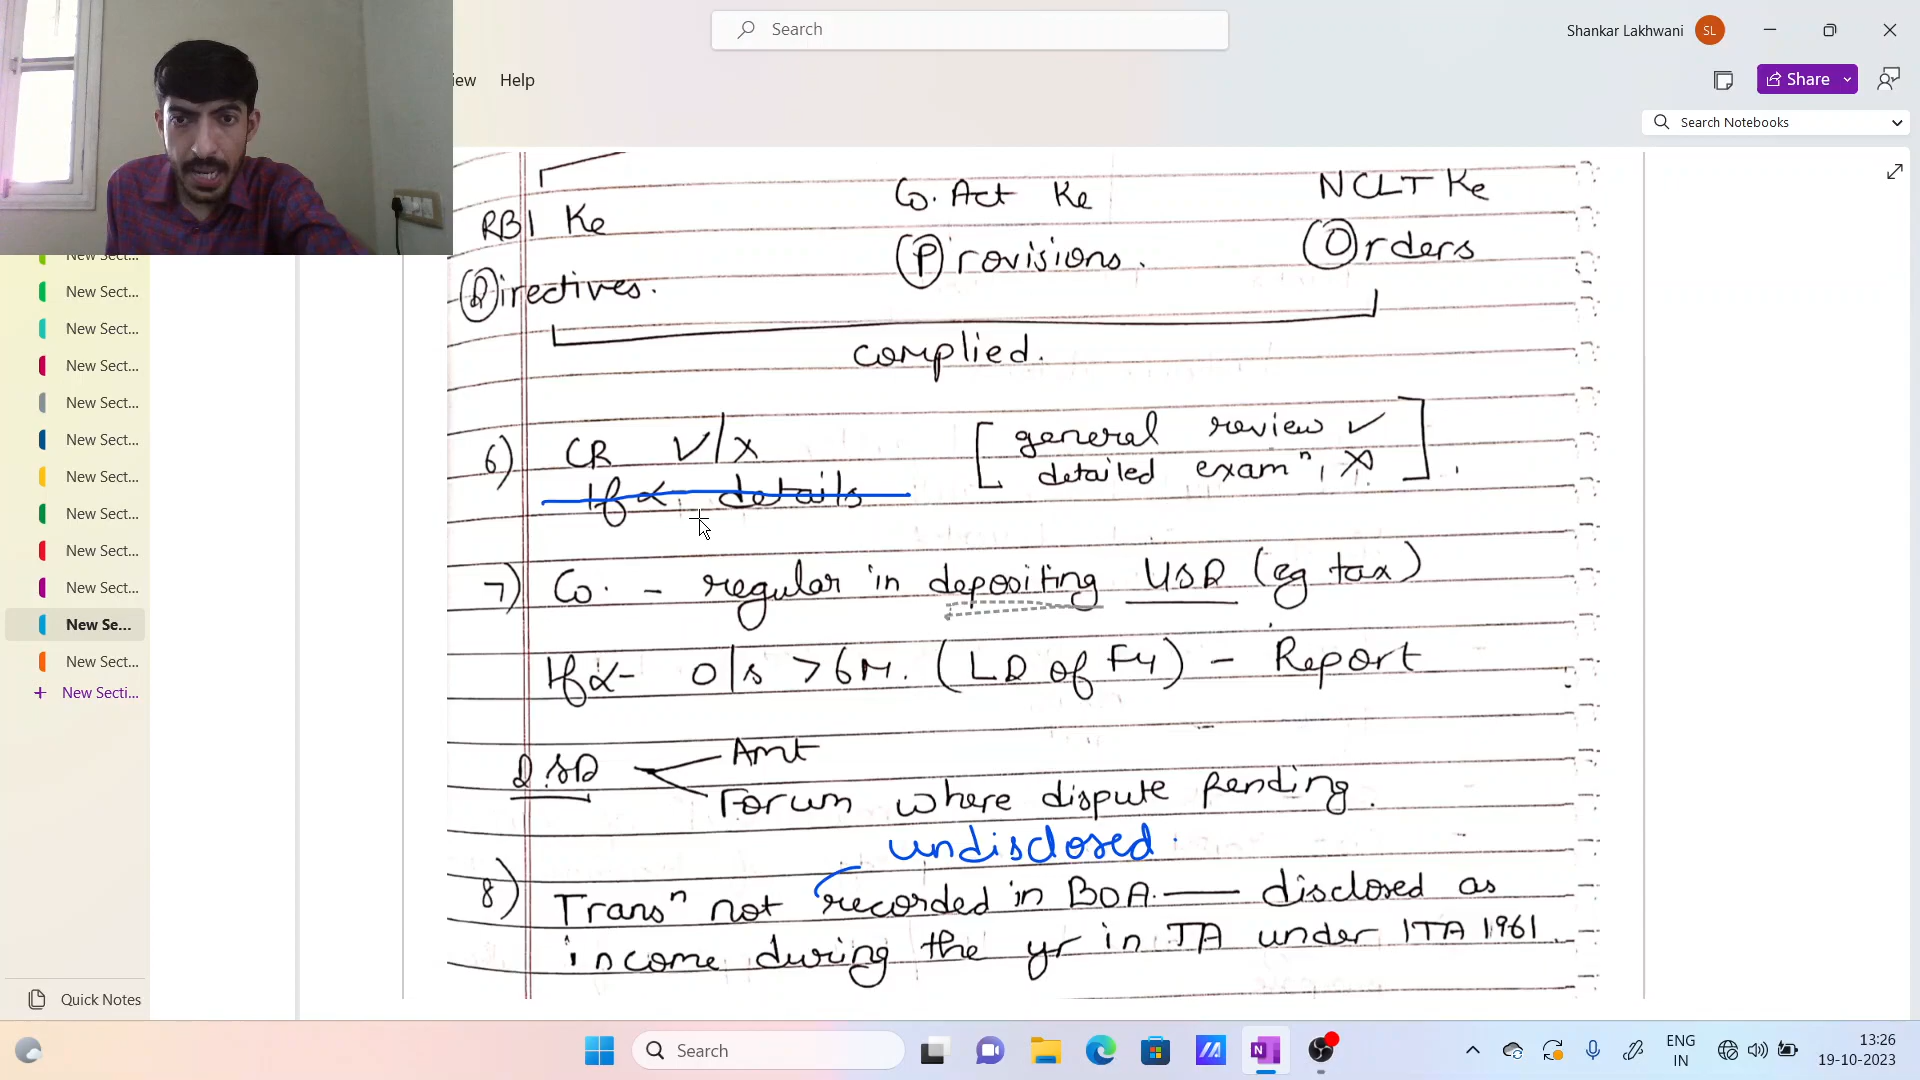 Search
Shankar Lakhwani SL
iew Help
Share
Search Notebooks
New Sect...
New Sect...
New Sect...
New Sect...
New Sect...
New Sect...
New Sect...
New Sect...
New Sect...
New Sect...
New Se...
New Sect...
+ New Secti...
Quick Notes
RBI Ke Co. Act Ke NCLT Ke
Directives. Provisions. Orders
complied.
6) CR ✓/x [general review ✓
If x details detailed examⁿ, X].
7) Co. - regular in depositing USD (eg tax)
If x - O/s > 6M. (LD of FY) - Report
DSD Amt
Forum where dispute Pending.
undisclosed.
8) Transⁿ not recorded in BOA. — disclosed as
income during the yr in TA under ITA 1961.
Search
ENG
IN
13:26
19-10-2023